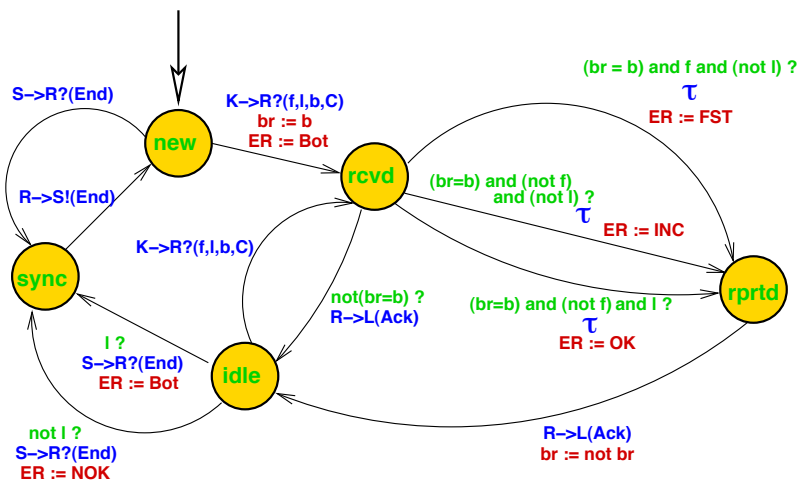 (br = b) and f and (not l) ?
τ
ER := FST
S–>R?(End)
K–>R?(f,l,b,C)
br := b
ER := Bot
new
rcvd
(br=b) and (not f)
and (not l) ?
τ
ER := INC
R–>S!(End)
K–>R?(f,l,b,C)
sync
rprtd
not(br=b) ?
R–>L(Ack)
(br=b) and (not f) and l ?
τ
ER := OK
l ?
S–>R?(End)
ER := Bot
idle
not l ?
S–>R?(End)
ER := NOK
R–>L(Ack)
br := not br